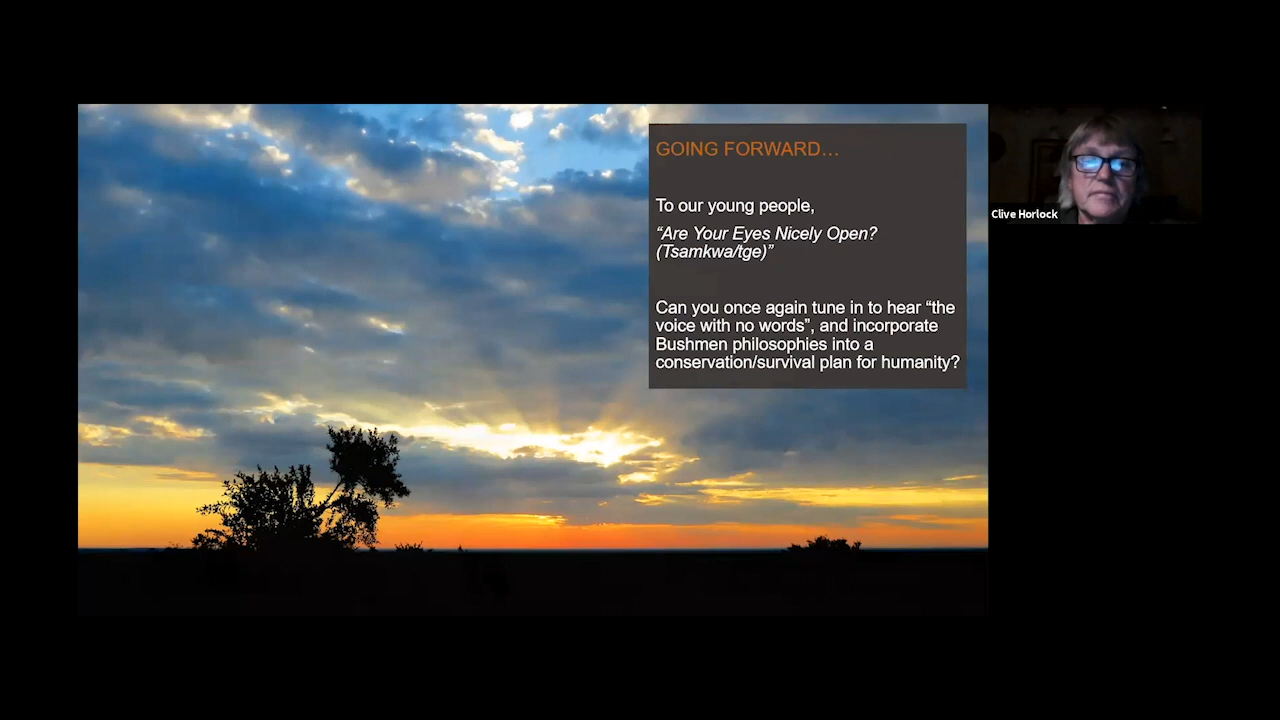 GOING FORWARD…
To our young people,
“Are Your Eyes Nicely Open?
(Tsamkwa/tge)”
Can you once again tune in to hear “the
voice with no words”, and incorporate
Bushmen philosophies into a
conservation/survival plan for humanity?
Clive Horlock